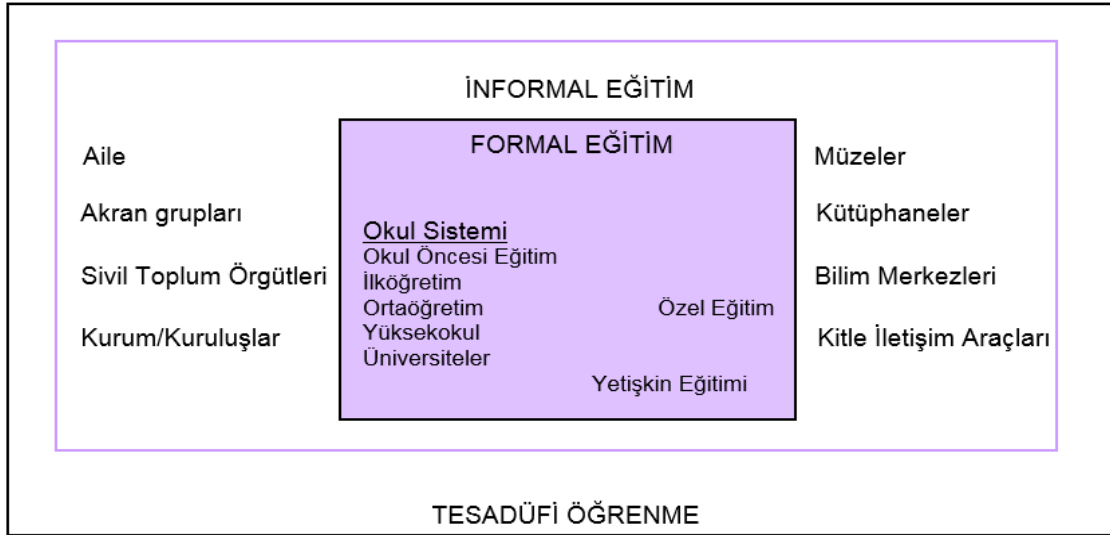 İNFORMAL EĞİTİM
FORMAL EĞİTİM
Aile
Akran grupları
Sivil Toplum Örgütleri
Kurum/Kuruluşlar
Okul Sistemi
Okul Öncesi Eğitim
İlköğretim
Ortaöğretim
Yüksekokul
Üniversiteler
Özel Eğitim
Yetişkin Eğitimi
Müzeler
Kütüphaneler
Bilim Merkezleri
Kitle İletişim Araçları
TESADÜFİ ÖĞRENME